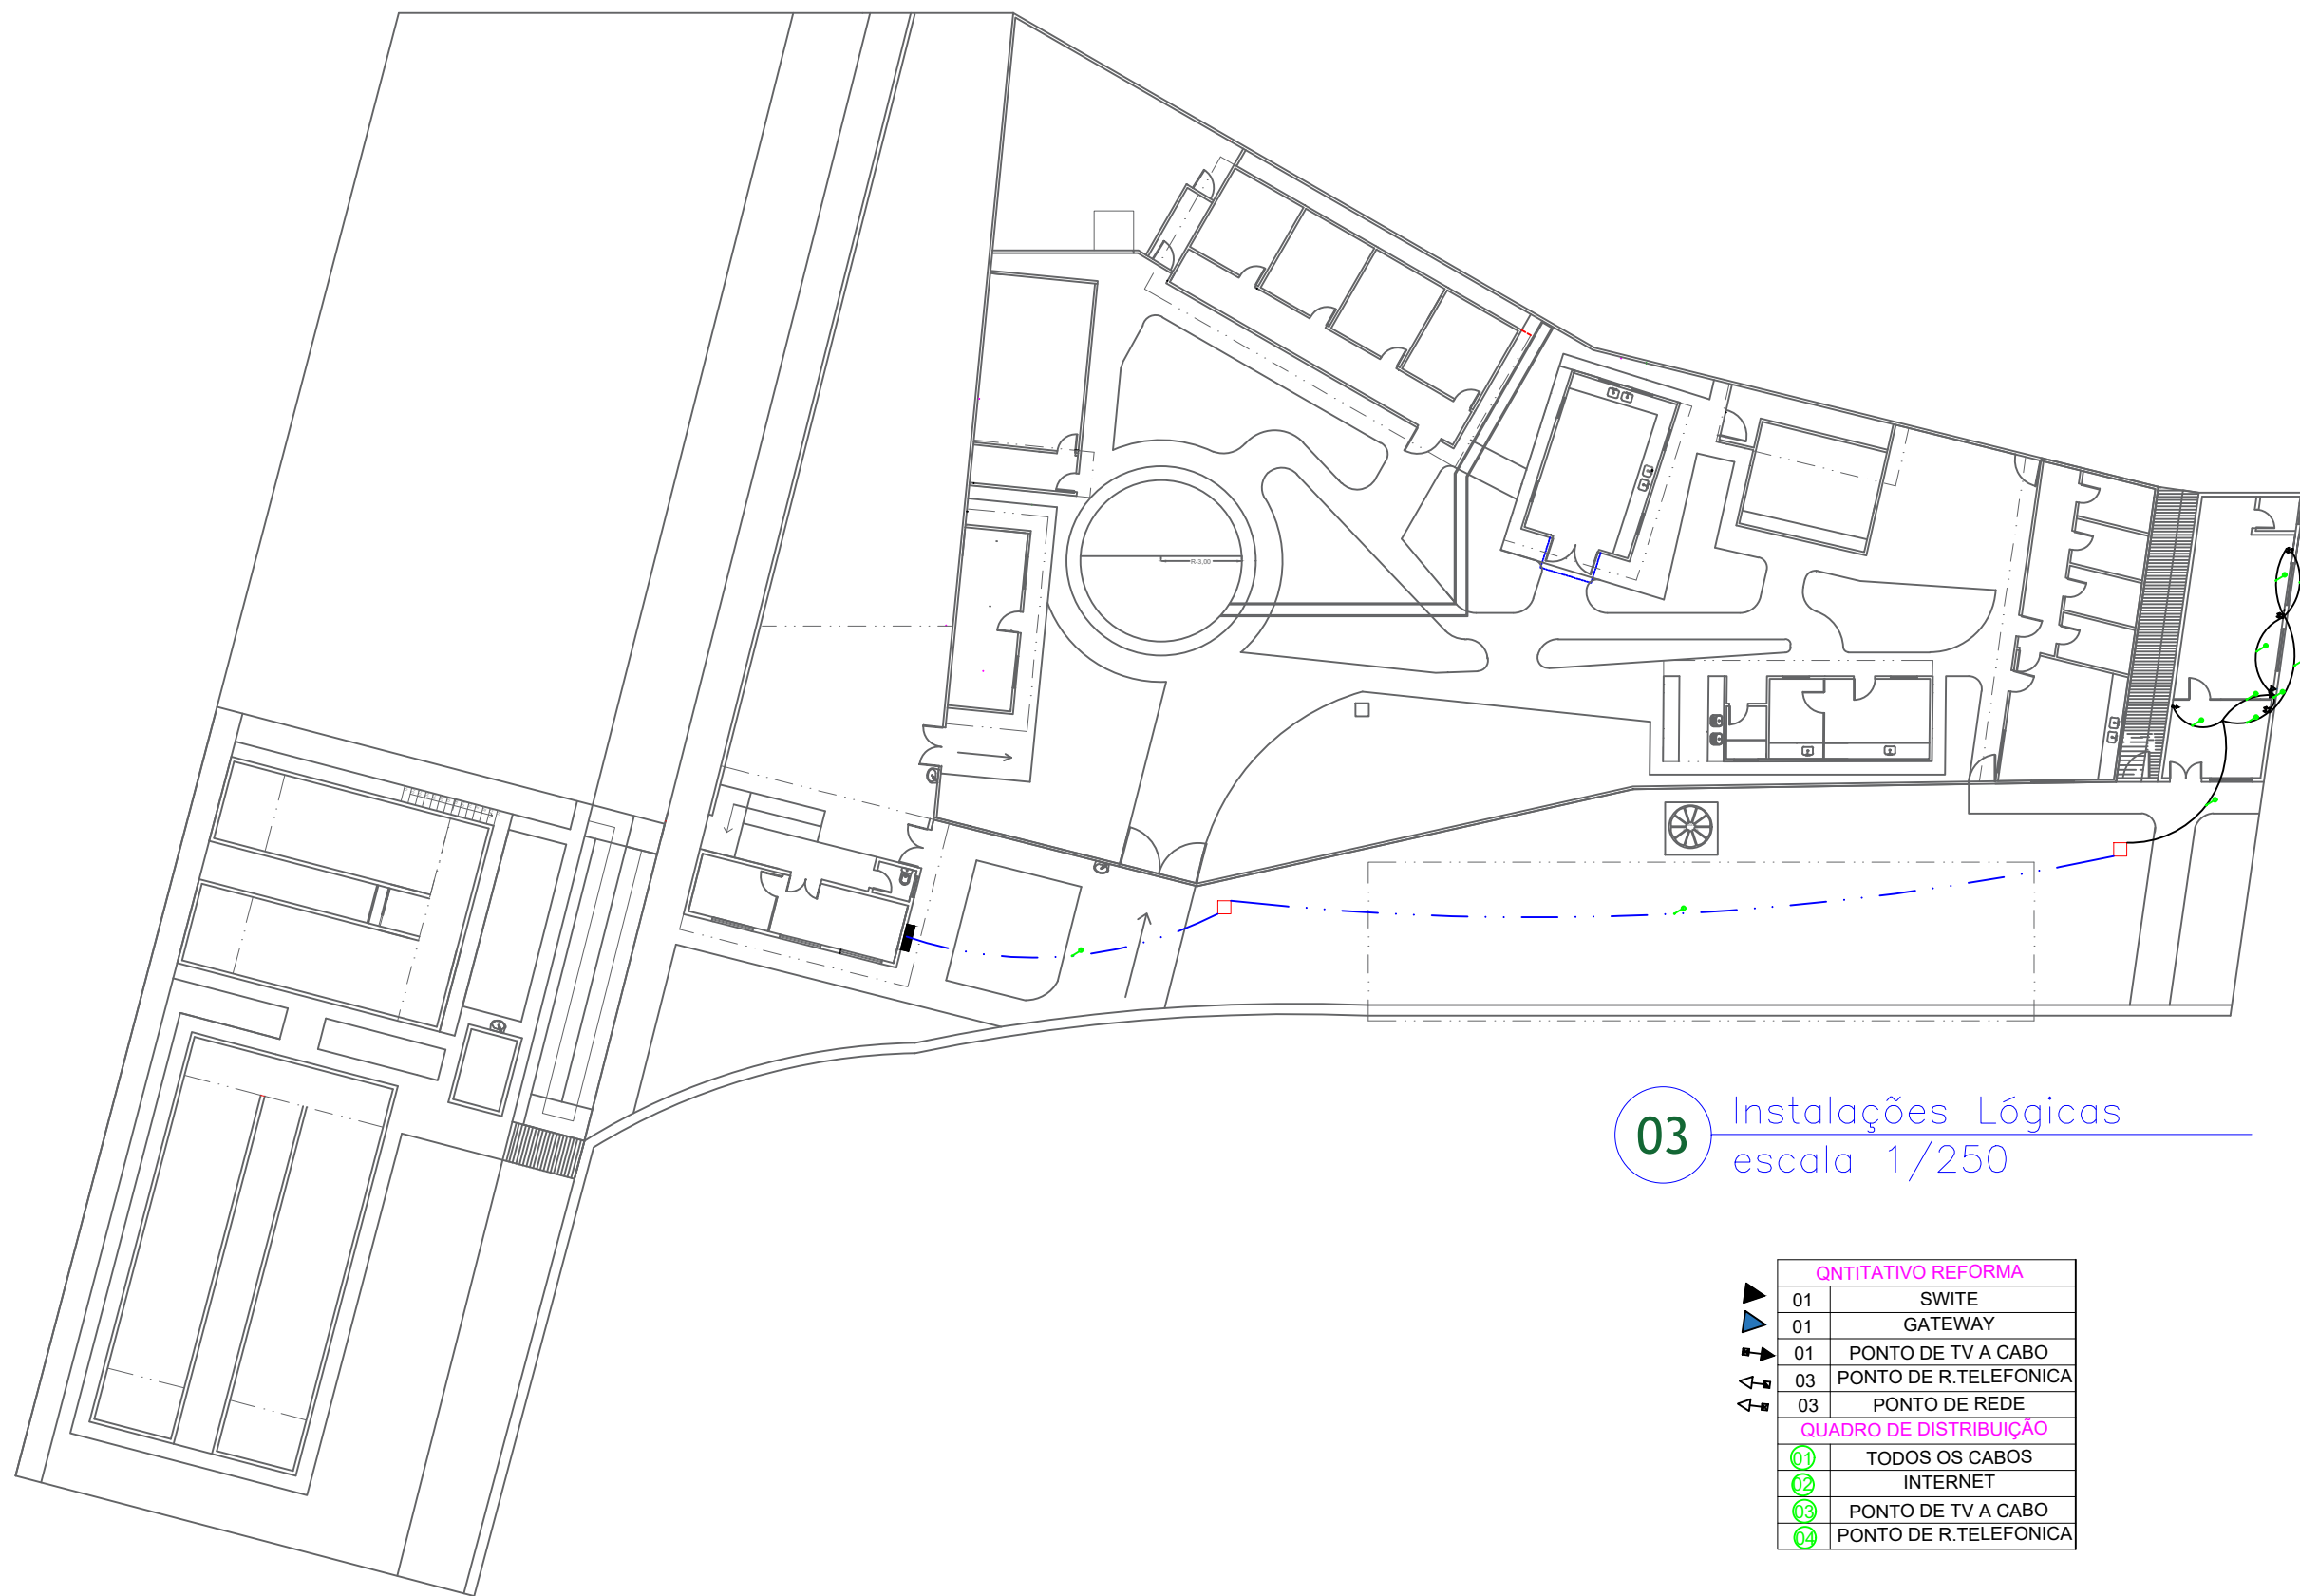 R-3,00
03
Instalações Lógicas
escala 1/250
QNTITATIVO REFORMA
01 SWITE
01 GATEWAY
01 PONTO DE TV A CABO
03 PONTO DE R.TELEFONICA
03 PONTO DE REDE
QUADRO DE DISTRIBUIÇÃO
01 TODOS OS CABOS
02 INTERNET
03 PONTO DE TV A CABO
04 PONTO DE R.TELEFONICA